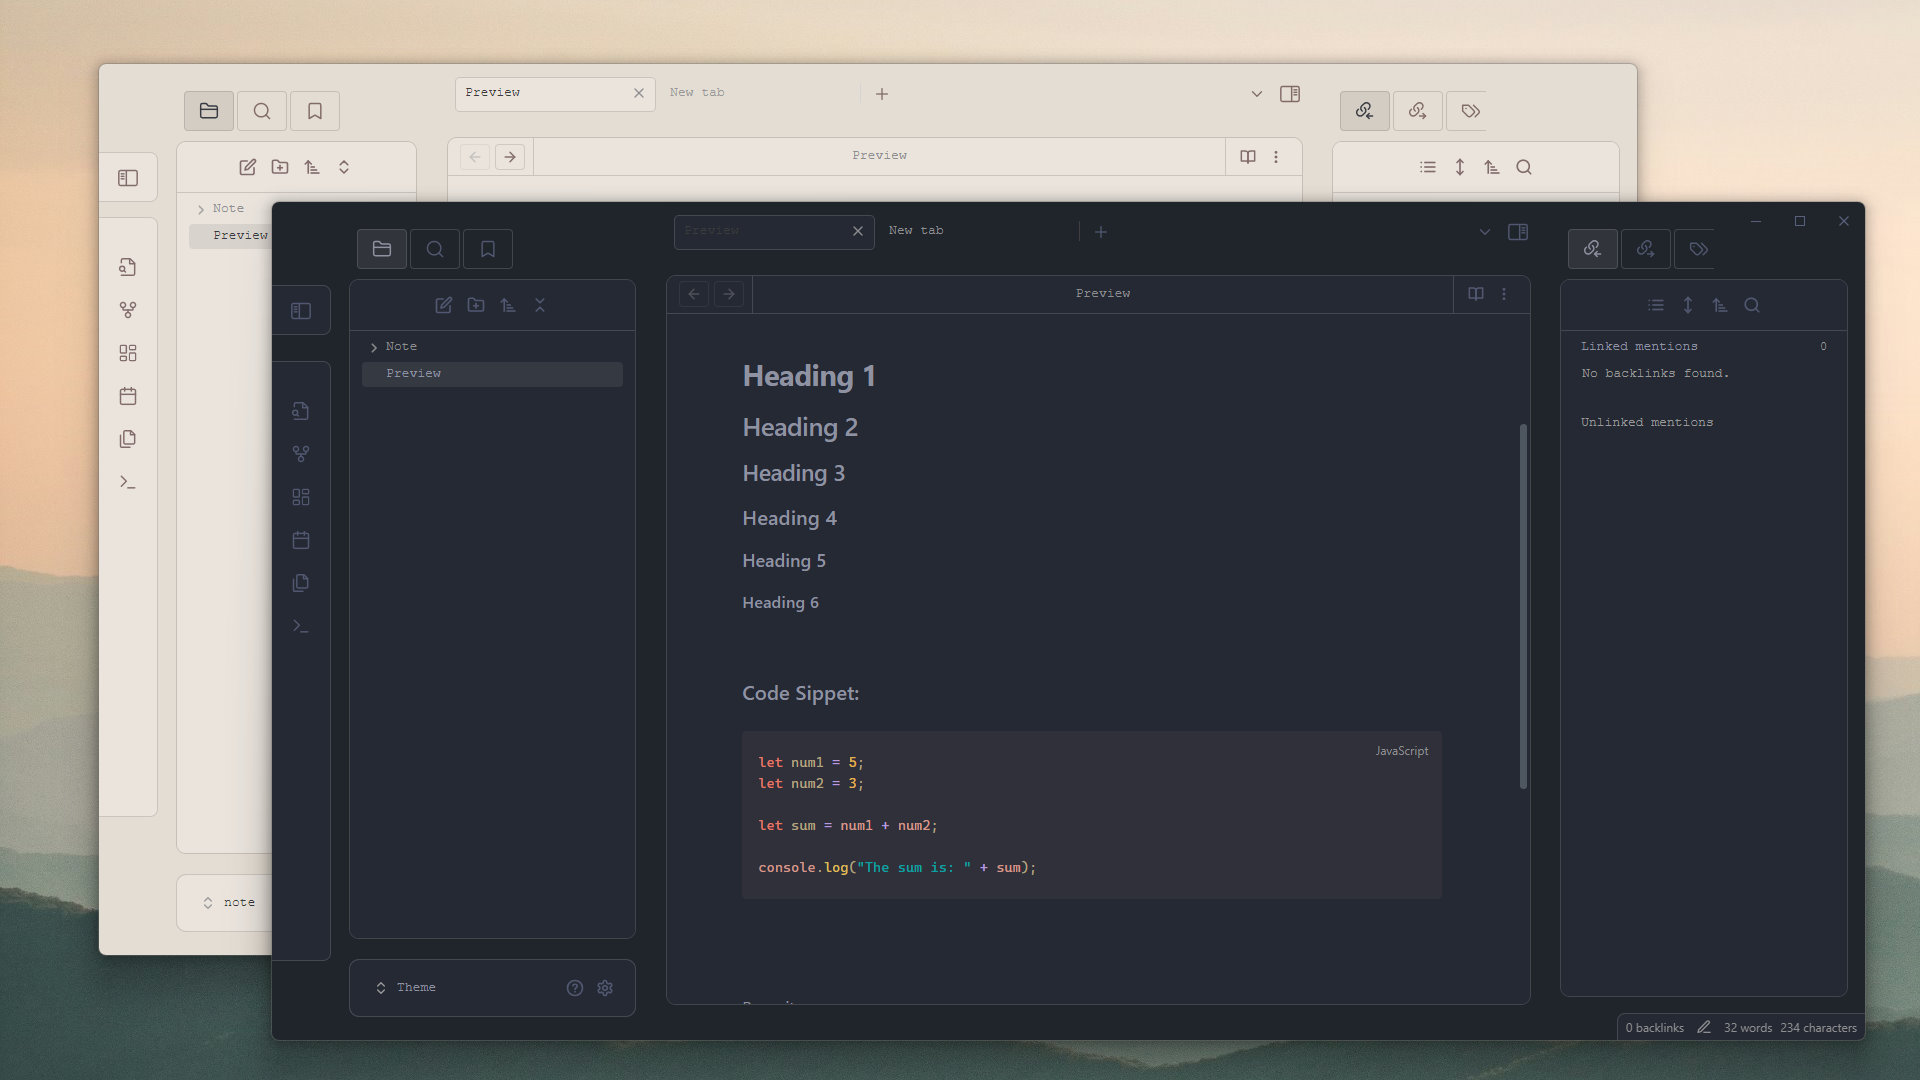 Preview
New tab
Preview
Note
Preview
note
Preview
New tab
Preview
Note
Preview
Theme
Heading 1
Heading 2
Heading 3
Heading 4
Heading 5
Heading 6
Code Sippet:
JavaScript
let num1 = 5;
let num2 = 3;
let sum = num1 + num2;
console.log("The sum is: " + sum);
Linked mentions 0
No backlinks found.
Unlinked mentions
0 backlinks 32 words 234 characters